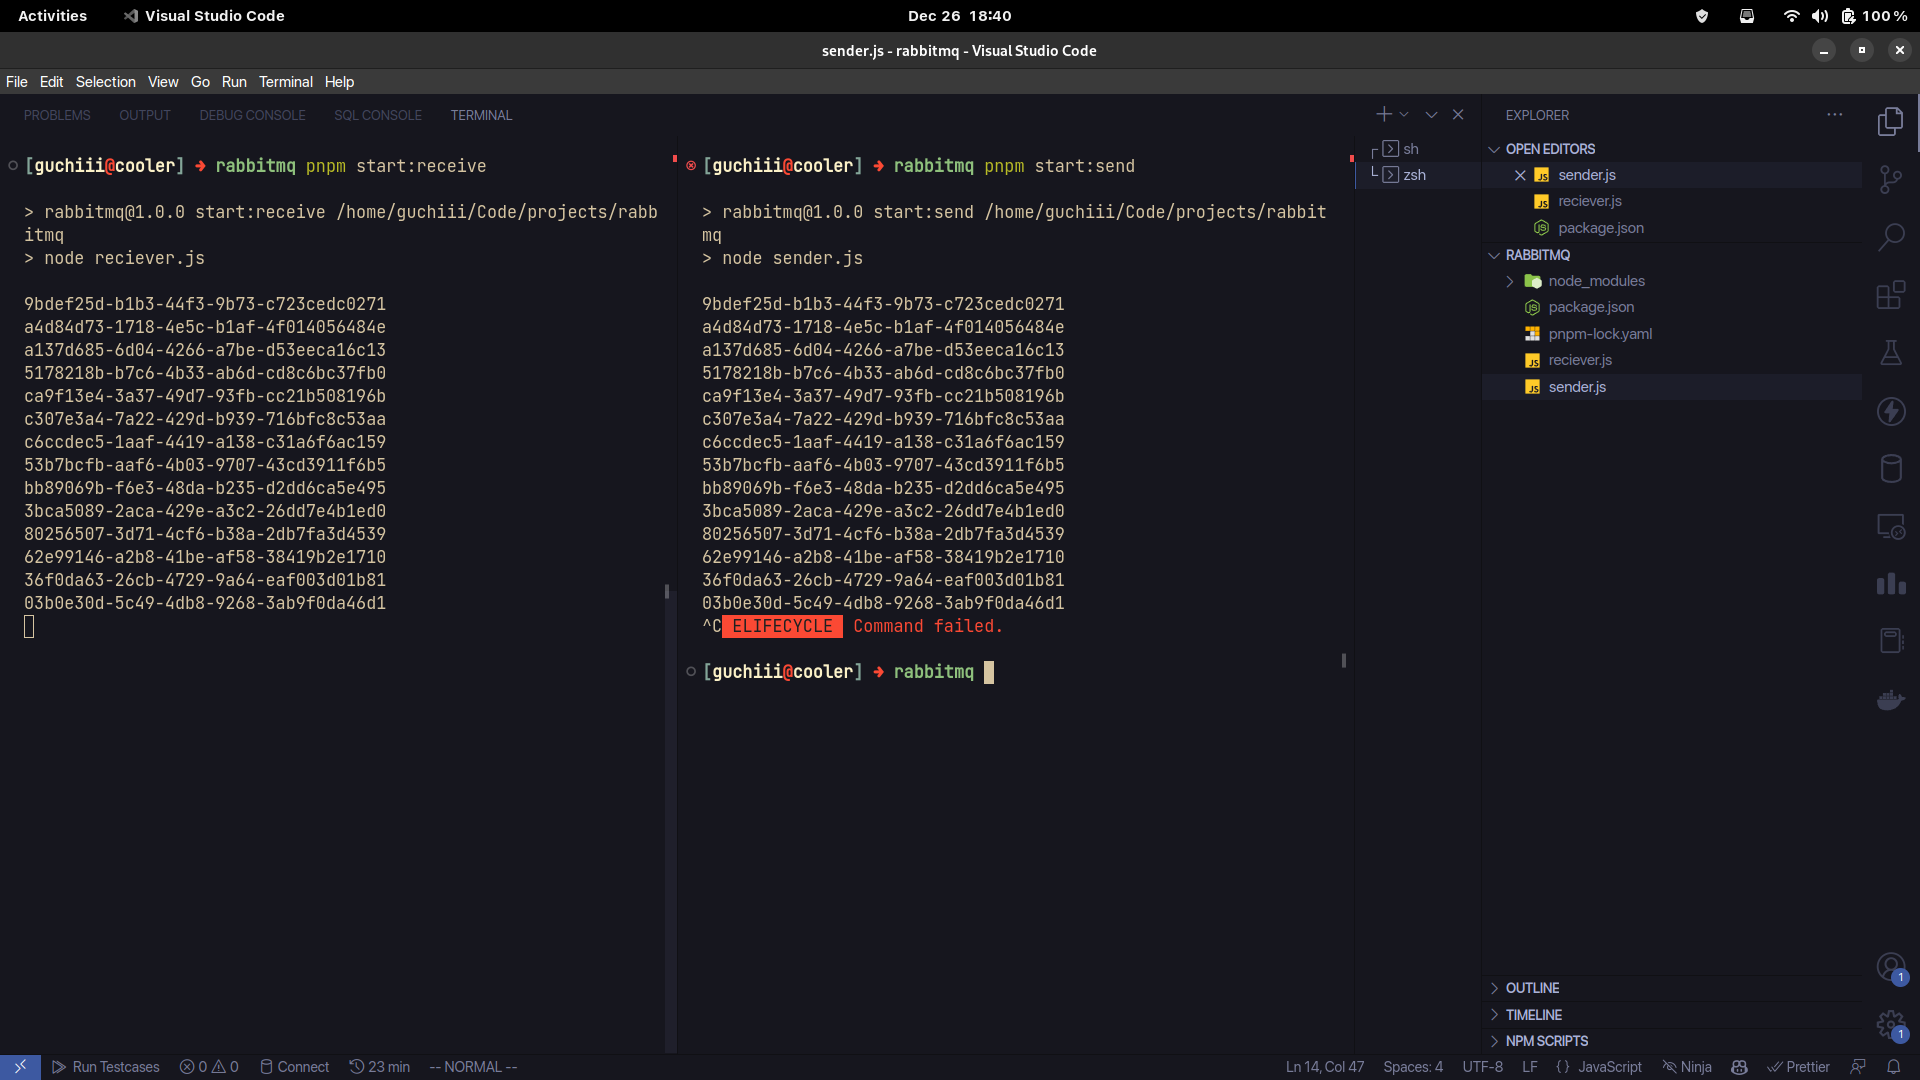 Activities Visual Studio Code Dec 26 18:40 100 %
sender.js - rabbitmq - Visual Studio Code
File Edit Selection View Go Run Terminal Help
PROBLEMS OUTPUT DEBUG CONSOLE SQL CONSOLE TERMINAL
[guchiii@cooler] ➜ rabbitmq pnpm start:receive
> rabbitmq@1.0.0 start:receive /home/guchiii/Code/projects/rabb
itmq
> node reciever.js
9bdef25d-b1b3-44f3-9b73-c723cedc0271
a4d84d73-1718-4e5c-b1af-4f014056484e
a137d685-6d04-4266-a7be-d53eeca16c13
5178218b-b7c6-4b33-ab6d-cd8c6bc37fb0
ca9f13e4-3a37-49d7-93fb-cc21b508196b
c307e3a4-7a22-429d-b939-716bfc8c53aa
c6ccdec5-1aaf-4419-a138-c31a6f6ac159
53b7bcfb-aaf6-4b03-9707-43cd3911f6b5
bb89069b-f6e3-48da-b235-d2dd6ca5e495
3bca5089-2aca-429e-a3c2-26dd7e4b1ed0
80256507-3d71-4cf6-b38a-2db7fa3d4539
62e99146-a2b8-41be-af58-38419b2e1710
36f0da63-26cb-4729-9a64-eaf003d01b81
03b0e30d-5c49-4db8-9268-3ab9f0da46d1
[guchiii@cooler] ➜ rabbitmq pnpm start:send
> rabbitmq@1.0.0 start:send /home/guchiii/Code/projects/rabbit
mq
> node sender.js
9bdef25d-b1b3-44f3-9b73-c723cedc0271
a4d84d73-1718-4e5c-b1af-4f014056484e
a137d685-6d04-4266-a7be-d53eeca16c13
5178218b-b7c6-4b33-ab6d-cd8c6bc37fb0
ca9f13e4-3a37-49d7-93fb-cc21b508196b
c307e3a4-7a22-429d-b939-716bfc8c53aa
c6ccdec5-1aaf-4419-a138-c31a6f6ac159
53b7bcfb-aaf6-4b03-9707-43cd3911f6b5
bb89069b-f6e3-48da-b235-d2dd6ca5e495
3bca5089-2aca-429e-a3c2-26dd7e4b1ed0
80256507-3d71-4cf6-b38a-2db7fa3d4539
62e99146-a2b8-41be-af58-38419b2e1710
36f0da63-26cb-4729-9a64-eaf003d01b81
03b0e30d-5c49-4db8-9268-3ab9f0da46d1
^C ELIFECYCLE Command failed.
[guchiii@cooler] ➜ rabbitmq
sh
zsh
EXPLORER
OPEN EDITORS
JS sender.js
JS reciever.js
package.json
RABBITMQ
node_modules
package.json
pnpm-lock.yaml
JS reciever.js
JS sender.js
OUTLINE
TIMELINE
NPM SCRIPTS
1
1
Run Testcases 0 0 Connect 23 min -- NORMAL -- Ln 14, Col 47 Spaces: 4 UTF-8 LF { } JavaScript Ninja Prettier